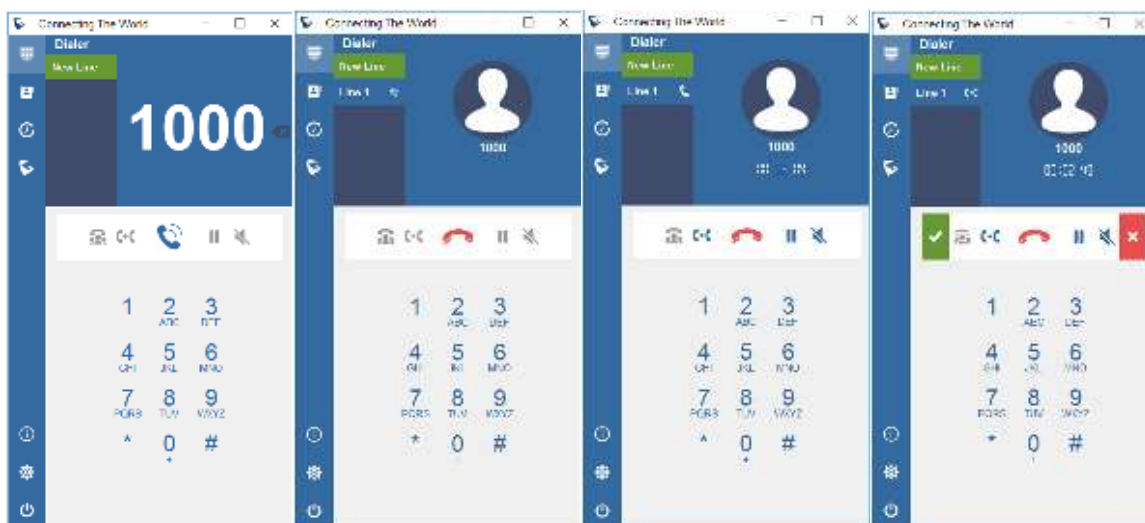 Connecting The World
Dialer
New Line
1000
1
2
ABC
3
DEF
4
GHI
5
JKL
6
MNO
7
PQRS
8
TUV
9
WXYZ
*
0
+
#
Connecting The World
Dialer
New Line
Line 1
1000
1
2
ABC
3
DEF
4
GHI
5
JKL
6
MNO
7
PQRS
8
TUV
9
WXYZ
*
0
#
Connecting The World
Dialer
New Line
Line 1
1000
1
2
ABC
3
DEF
4
GHI
5
JKL
6
MNO
7
PQRS
8
TUV
9
WXYZ
*
0
+
#
Connecting The World
Dialer
New Line
Line 1
1000
1
2
ABC
3
DEF
4
GHI
5
JKL
6
MNO
7
PQRS
8
TUV
9
WXYZ
*
0
#